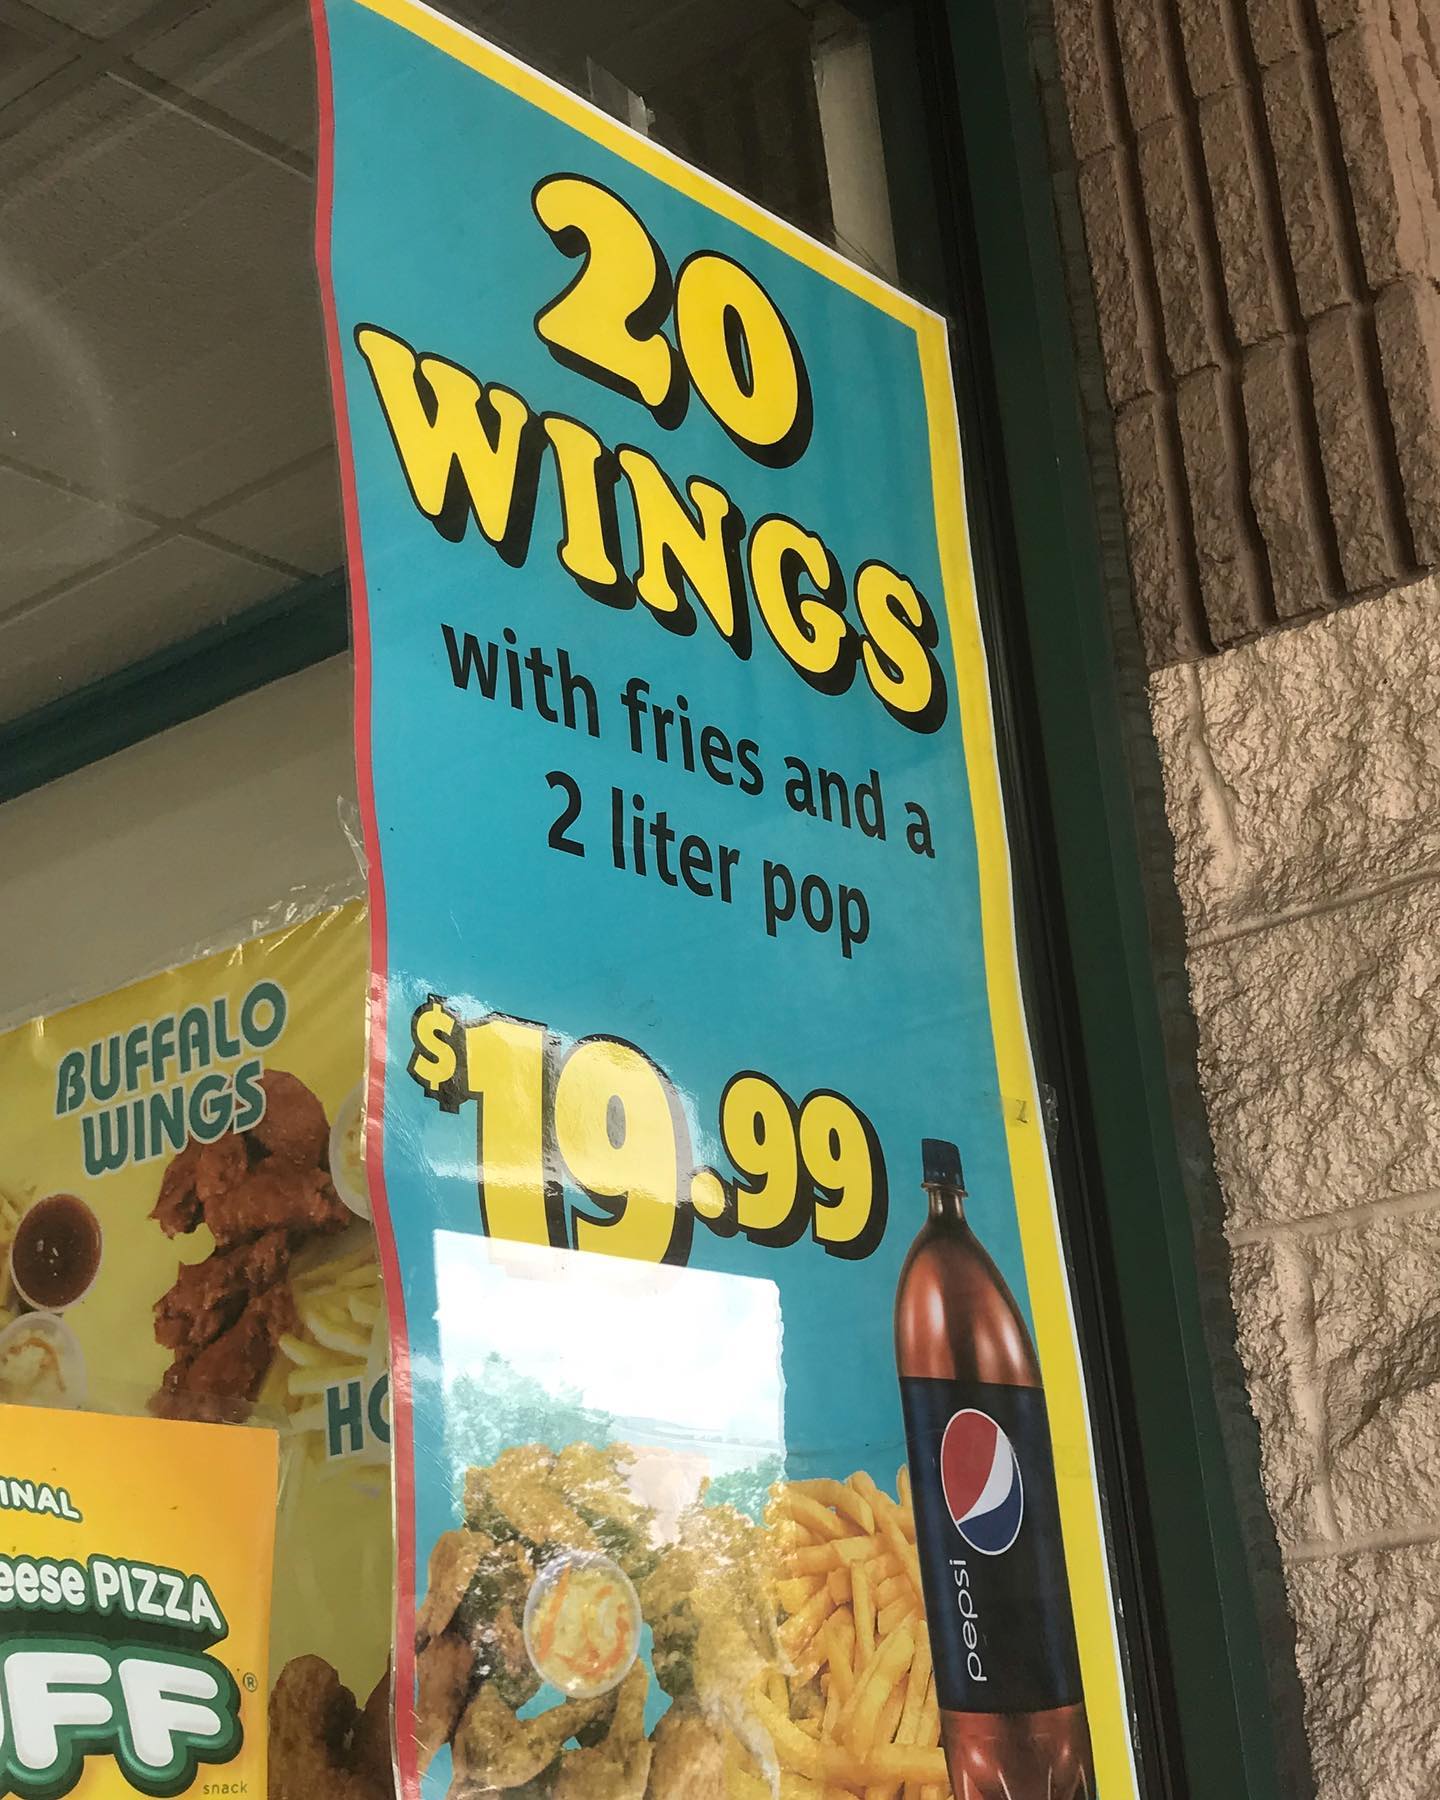 20
WINGS
with fries and a
2 liter pop
$19.99
pepsi
BUFFALO
WINGS
PIZZA
®
snack